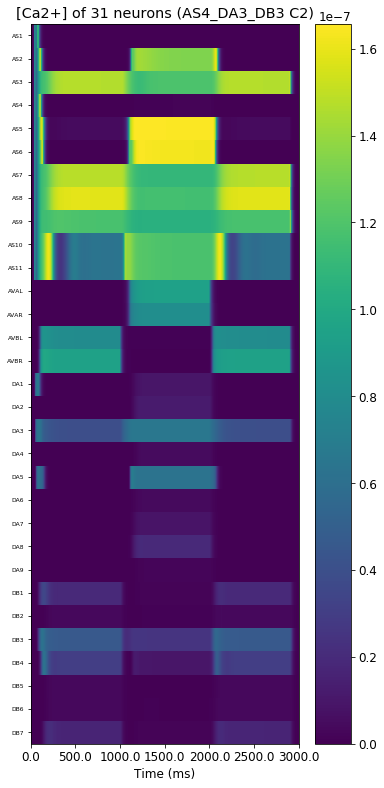 [Ca2+] of 31 neurons (AS4_DA3_DB3 C2)
1e−7
AS1
AS2
AS3
AS4
AS5
AS6
AS7
AS8
AS9
AS10
AS11
AVAL
AVAR
AVBL
AVBR
DA1
DA2
DA3
DA4
DA5
DA6
DA7
DA8
DA9
DB1
DB2
DB3
DB4
DB5
DB6
DB7
0.0 500.0 1000.0 1500.0 2000.0 2500.0 3000.0
Time (ms)
1.6
1.4
1.2
1.0
0.8
0.6
0.4
0.2
0.0